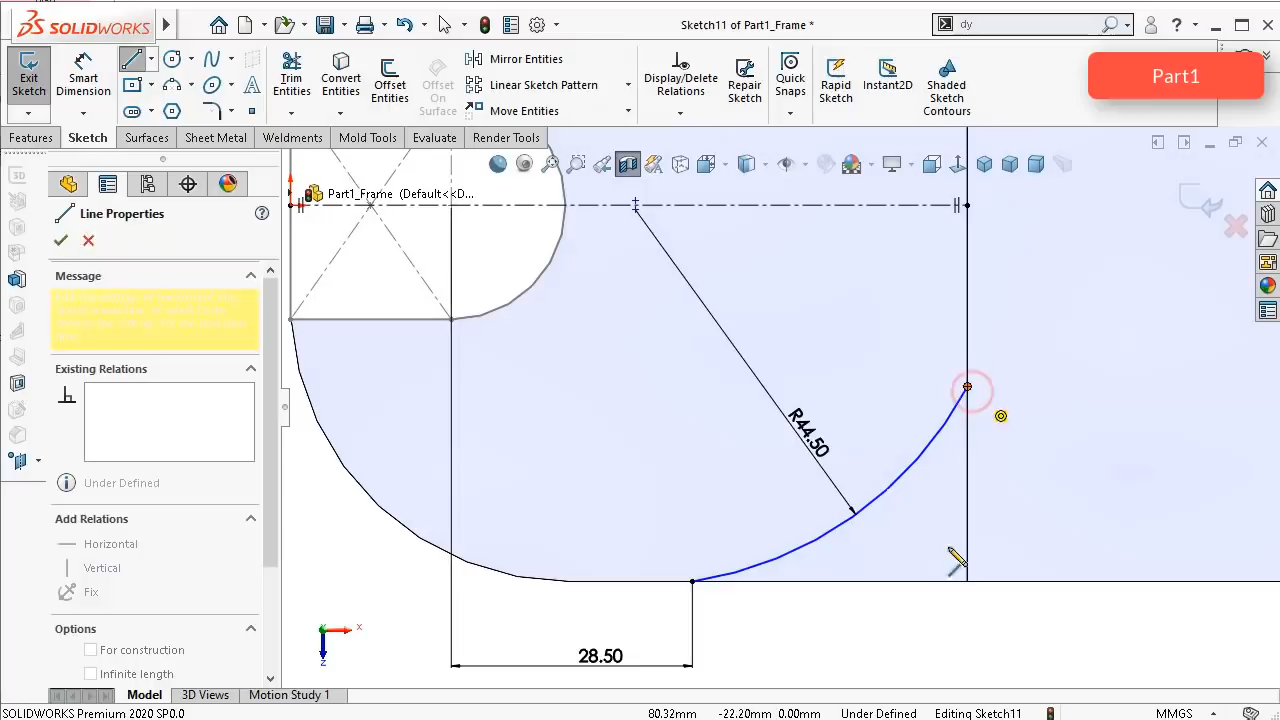 SOLIDWORKS
Sketch11 of Part1_Frame *
dy
?
Exit
Sketch
Smart
Dimension
Trim
Entities
Convert
Entities
Offset
Entities
Offset
On
Surface
Mirror Entities
Linear Sketch Pattern
Move Entities
Display/Delete
Relations
Repair
Sketch
Quick
Snaps
Rapid
Sketch
Instant2D
Shaded
Sketch
Contours
Part1
Features
Sketch
Surfaces
Sheet Metal
Weldments
Mold Tools
Evaluate
Render Tools
Part1_Frame (Default<<D...
Line Properties
Message
Existing Relations
Under Defined
Add Relations
Horizontal
Vertical
Fix
Options
For construction
Infinite length
R44.50
28.50
x
z
Model
3D Views
Motion Study 1
SOLIDWORKS Premium 2020 SP0.0
80.32mm
-22.20mm 0.00mm
Under Defined
Editing Sketch11
MMGS